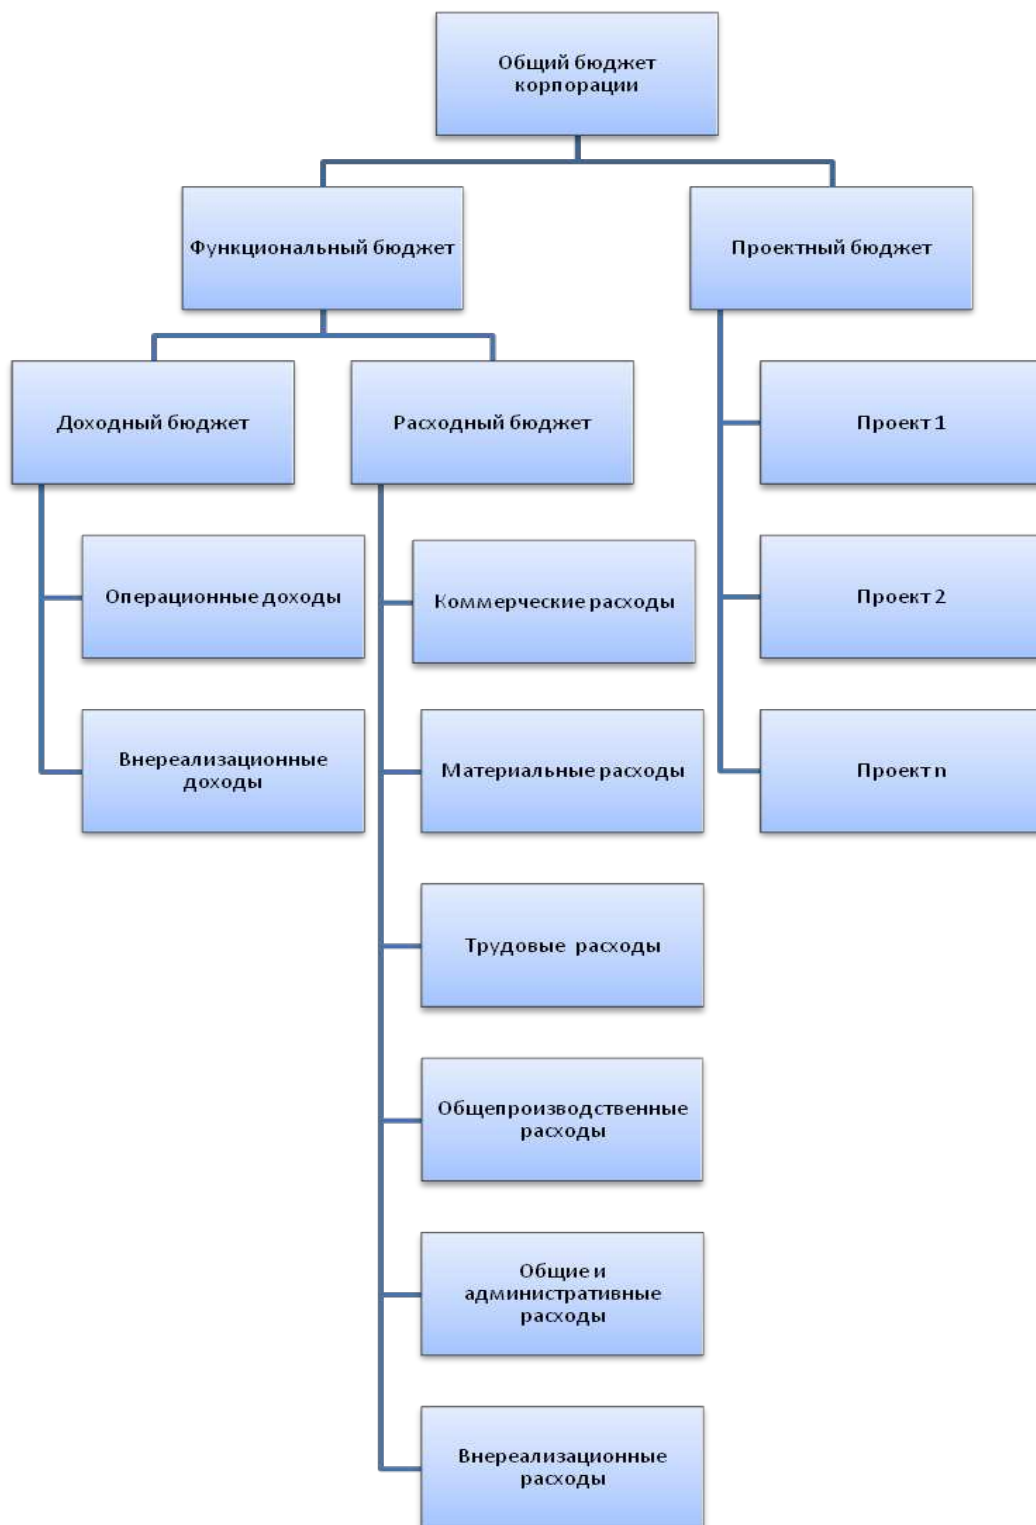 Общий бюджет
корпорации
Функциональный бюджет
Проектный бюджет
Доходный бюджет
Расходный бюджет
Проект 1
Операционные доходы
Коммерческие расходы
Проект 2
Внереализационные
доходы
Материальные расходы
Проект n
Трудовые расходы
Общепроизводственные
расходы
Общие и
административные
расходы
Внереализационные
расходы